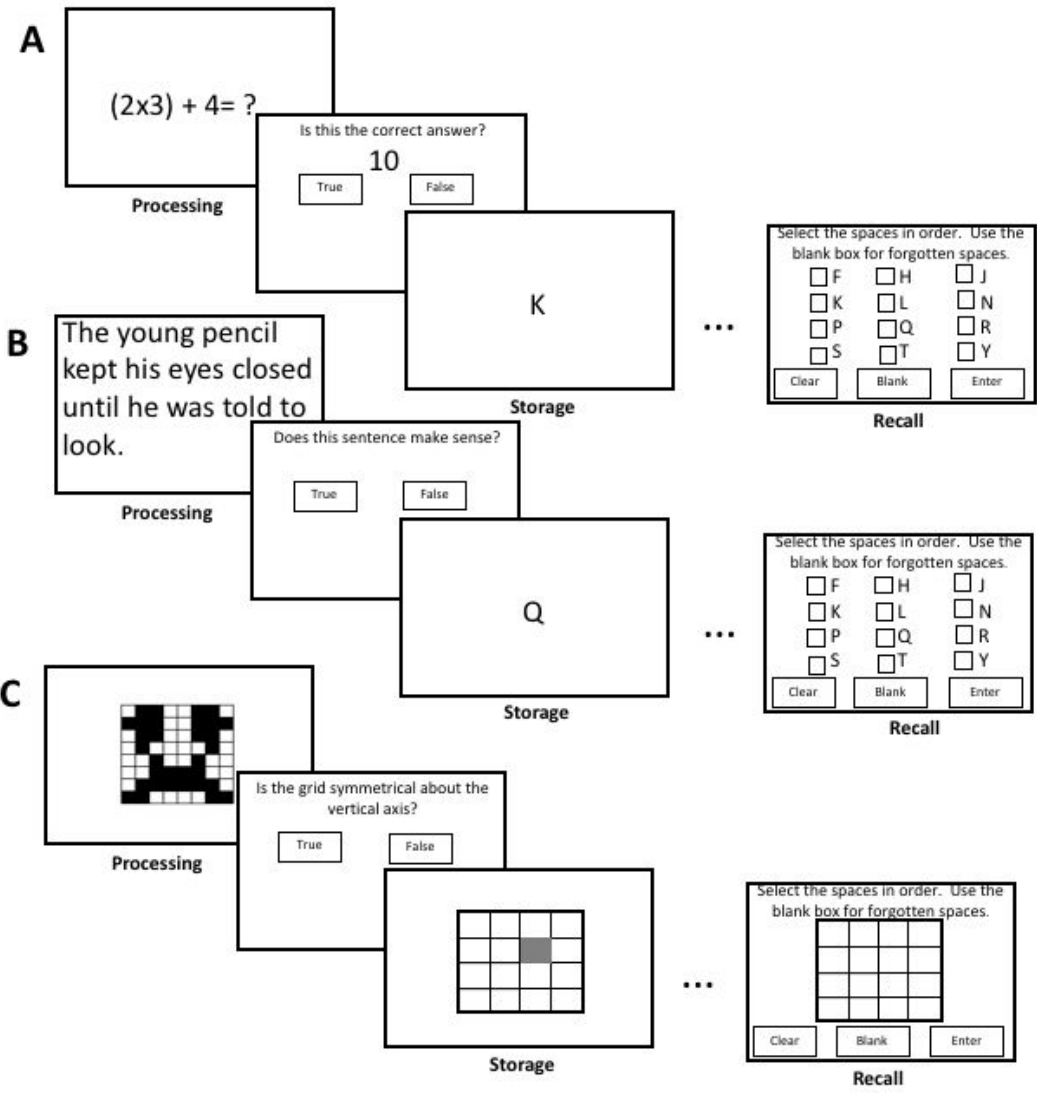 A
(2x3) + 4= ?
Processing
Is this the correct answer?
10
True False
K
Storage
...
Select the spaces in order. Use the
blank box for forgotten spaces.
F H J
K L N
P Q R
S T Y
Clear Blank Enter
Recall
B
The young pencil
kept his eyes closed
until he was told to
look.
Processing
Does this sentence make sense?
True False
Q
Storage
...
Select the spaces in order. Use the
blank box for forgotten spaces.
F H J
K L N
P Q R
S T Y
Clear Blank Enter
Recall
C
Processing
Is the grid symmetrical about the
vertical axis?
True False
Storage
...
Select the spaces in order. Use the
blank box for forgotten spaces.
Clear Blank Enter
Recall